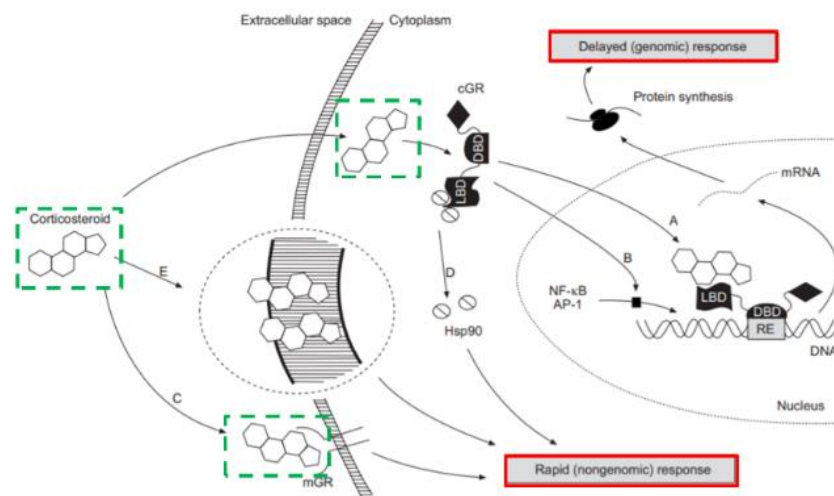 Extracellular space
Cytoplasm
Delayed (genomic) response
cGR
Protein synthesis
DBD
LBD
mRNA
Corticosteroid
A
E
B
D
NF-κB
AP-1
LBD
DBD
RE
Hsp90
DNA
C
Nucleus
mGR
Rapid (nongenomic) response